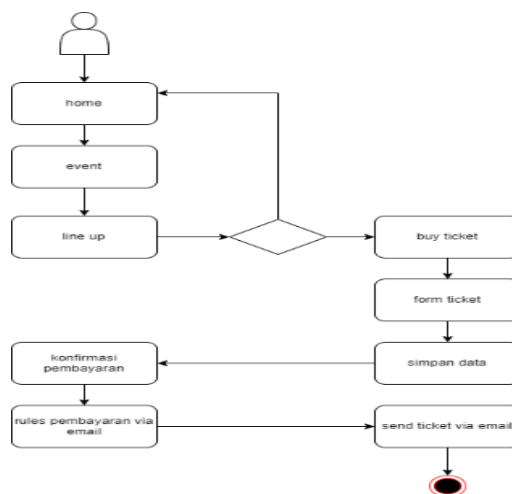 home
event
line up
buy ticket
form ticket
konfirmasi
pembayaran
simpan data
rules pembayaran via
email
send ticket via email